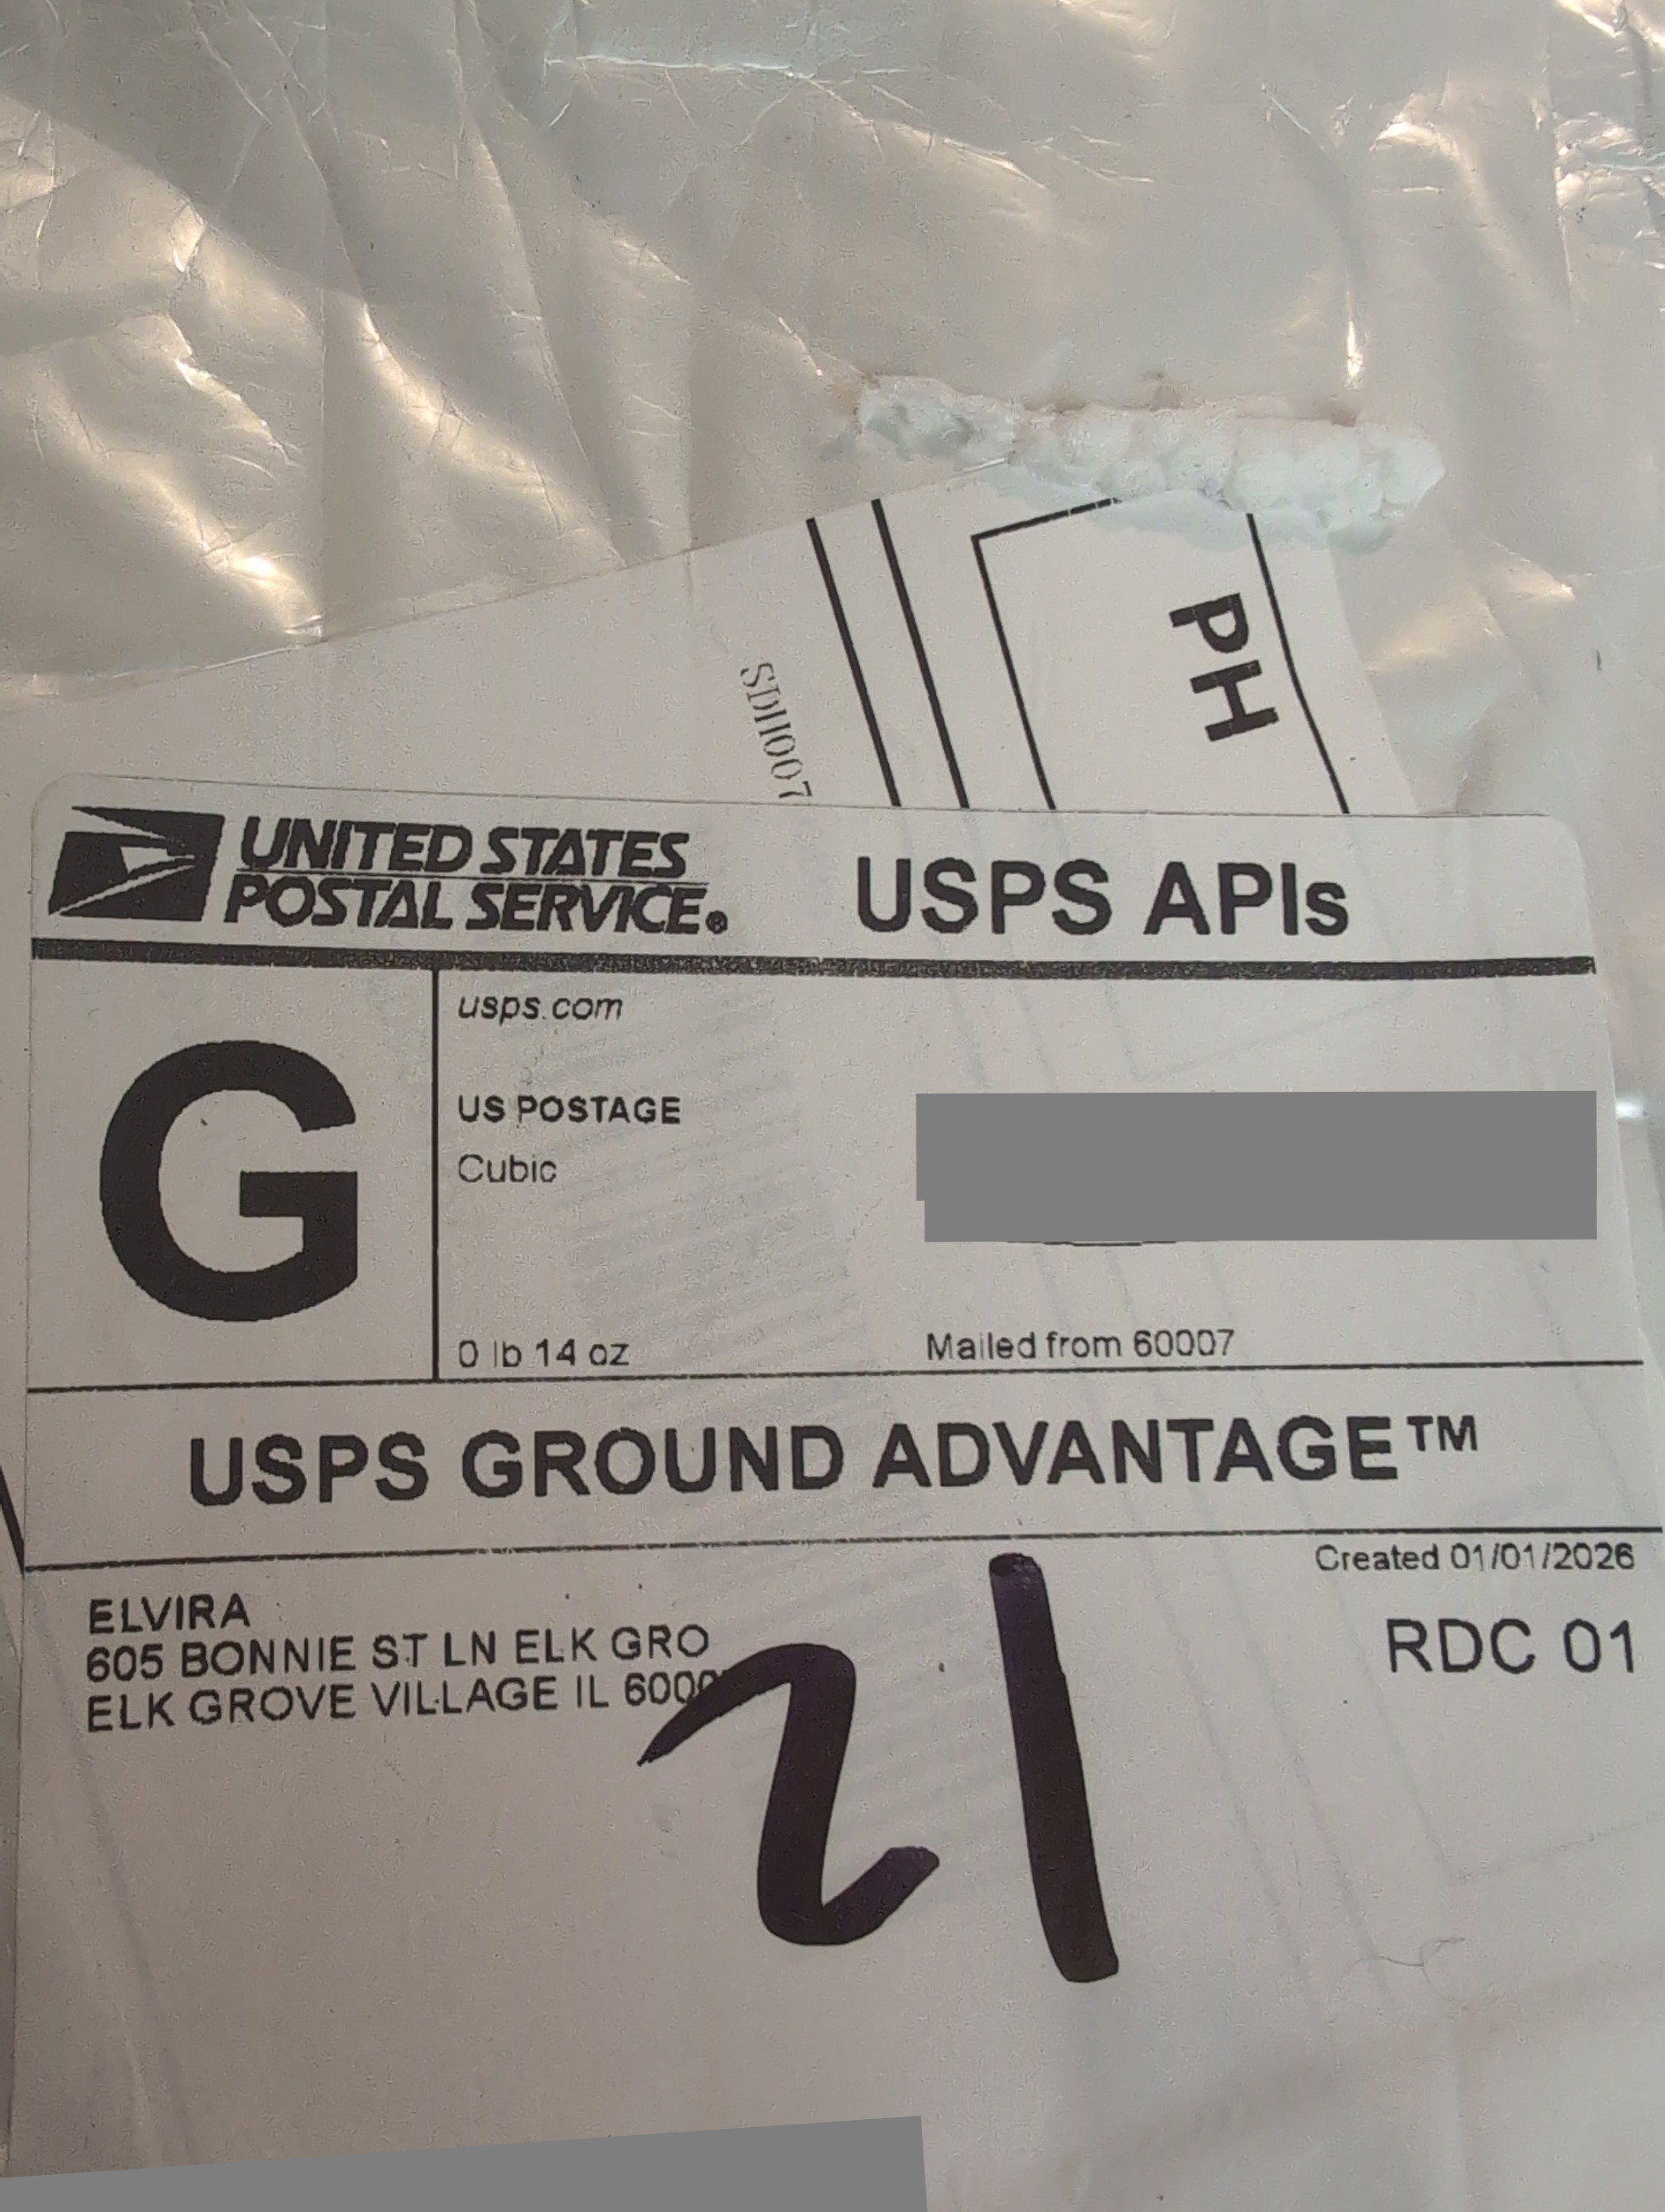 PH
SDH007
UNITED STATES
POSTAL SERVICE®
USPS APIs
usps.com
G
US POSTAGE
Cubic
0 lb 14 oz
Mailed from 60007
USPS GROUND ADVANTAGE™
Created 01/01/2026
ELVIRA
605 BONNIE ST LN ELK GRO
ELK GROVE VILLAGE IL
RDC 01
21